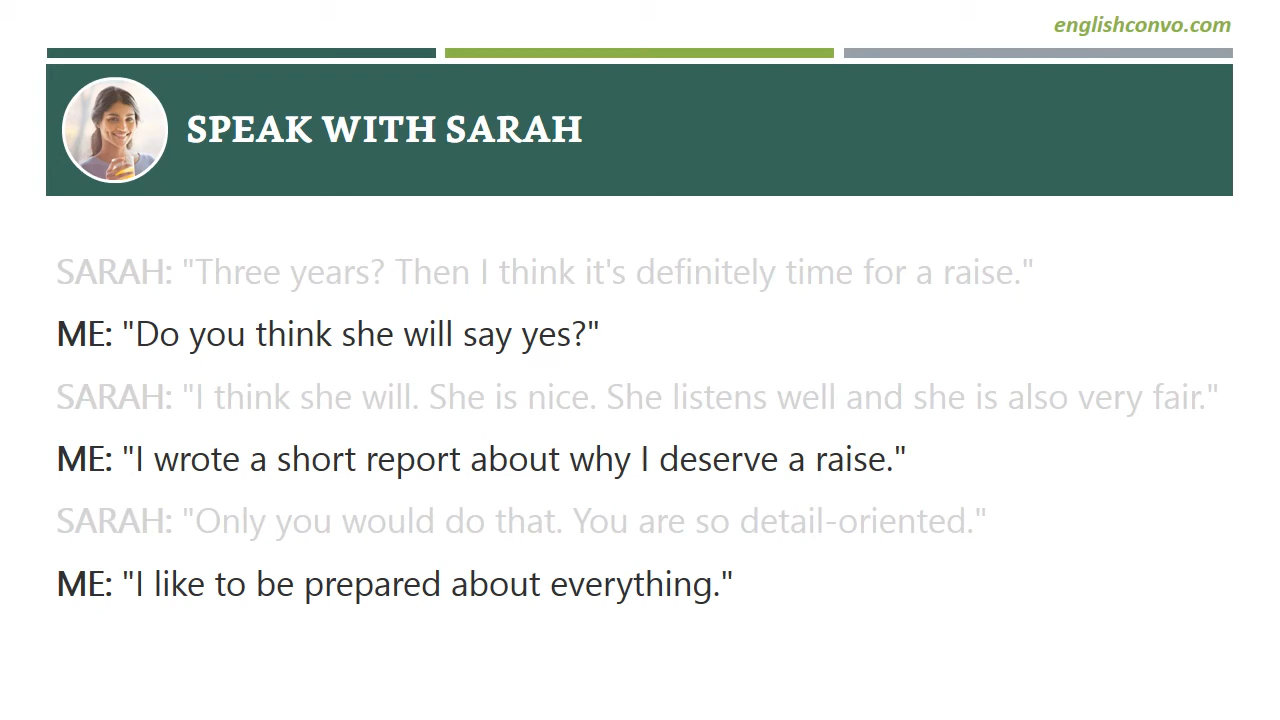 englishconvo.com
SPEAK WITH SARAH
SARAH: "Three years? Then I think it's definitely time for a raise."
ME: "Do you think she will say yes?"
SARAH: "I think she will. She is nice. She listens well and she is also very fair."
ME: "I wrote a short report about why I deserve a raise."
SARAH: "Only you would do that. You are so detail-oriented."
ME: "I like to be prepared about everything."